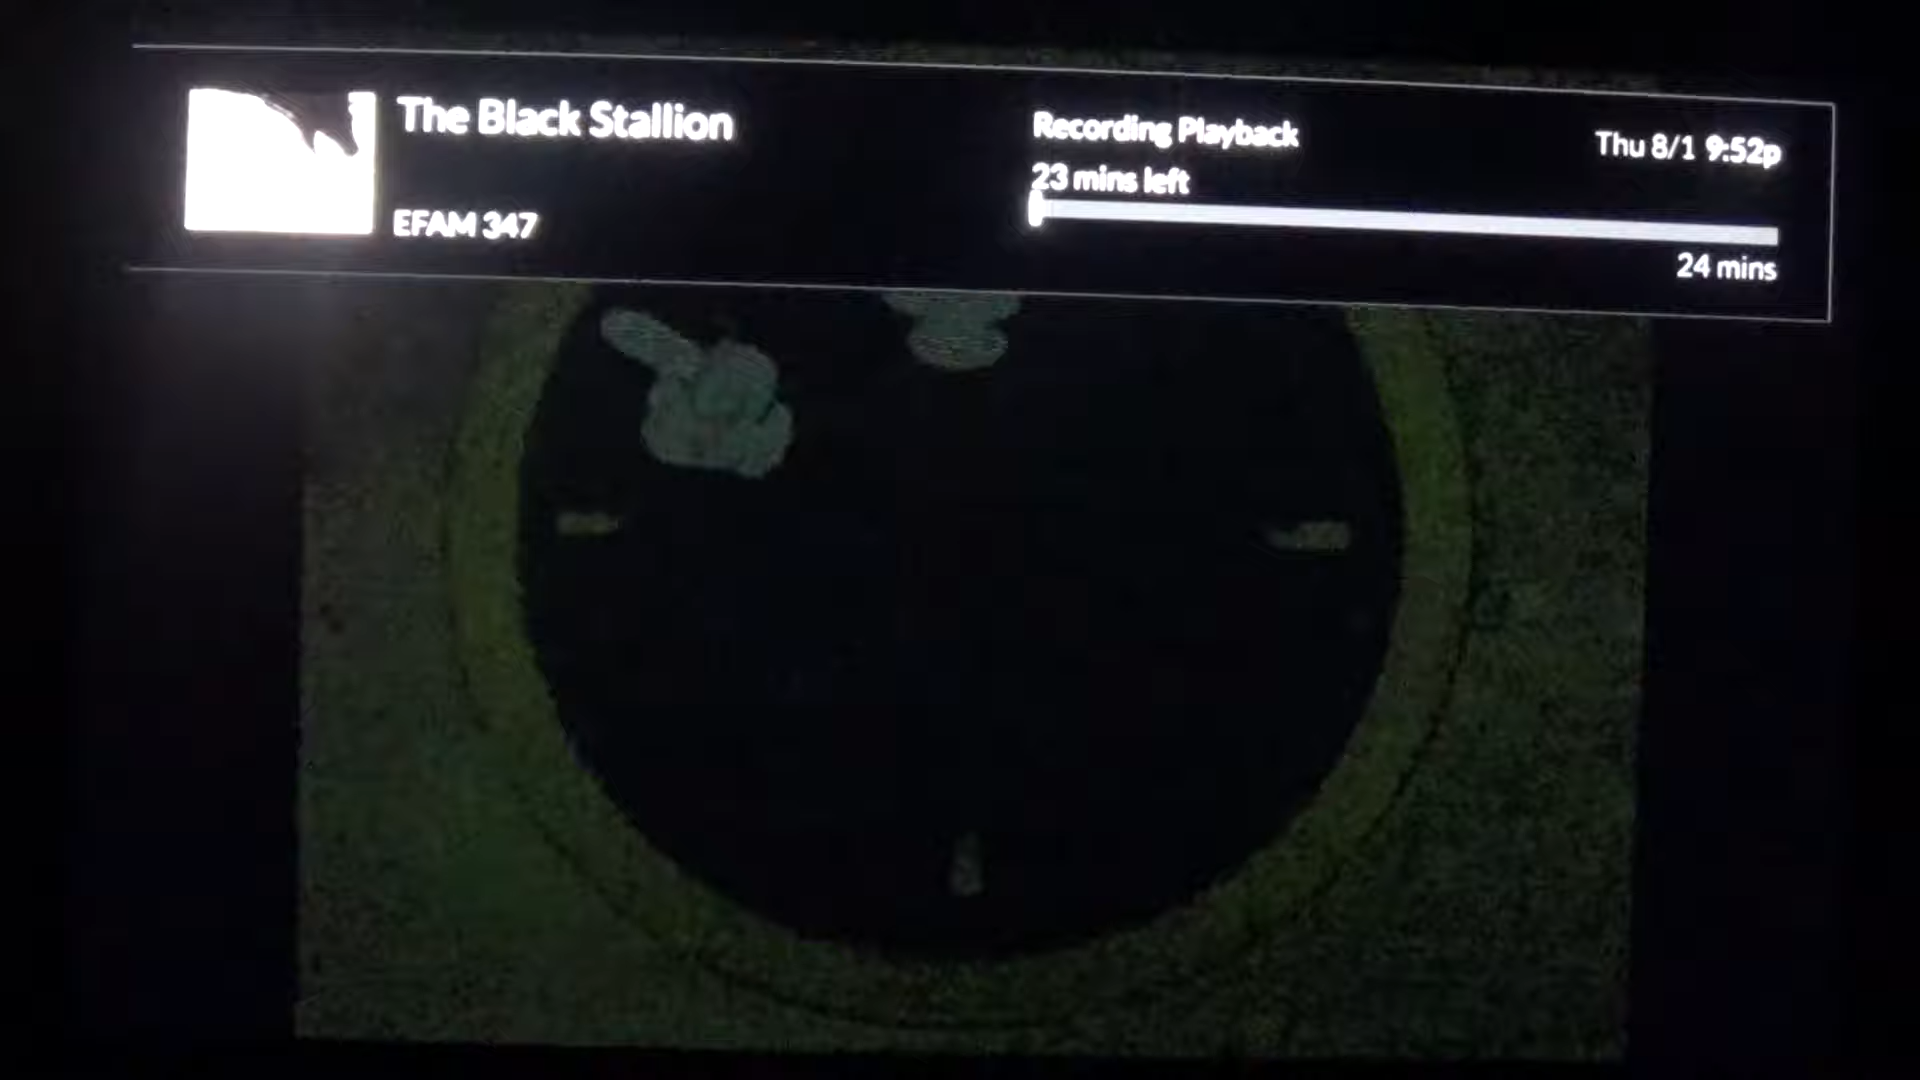 The Black Stallion
EFAM 347
Recording Playback
23 mins left
Thu 8/1 9:52p
24 mins